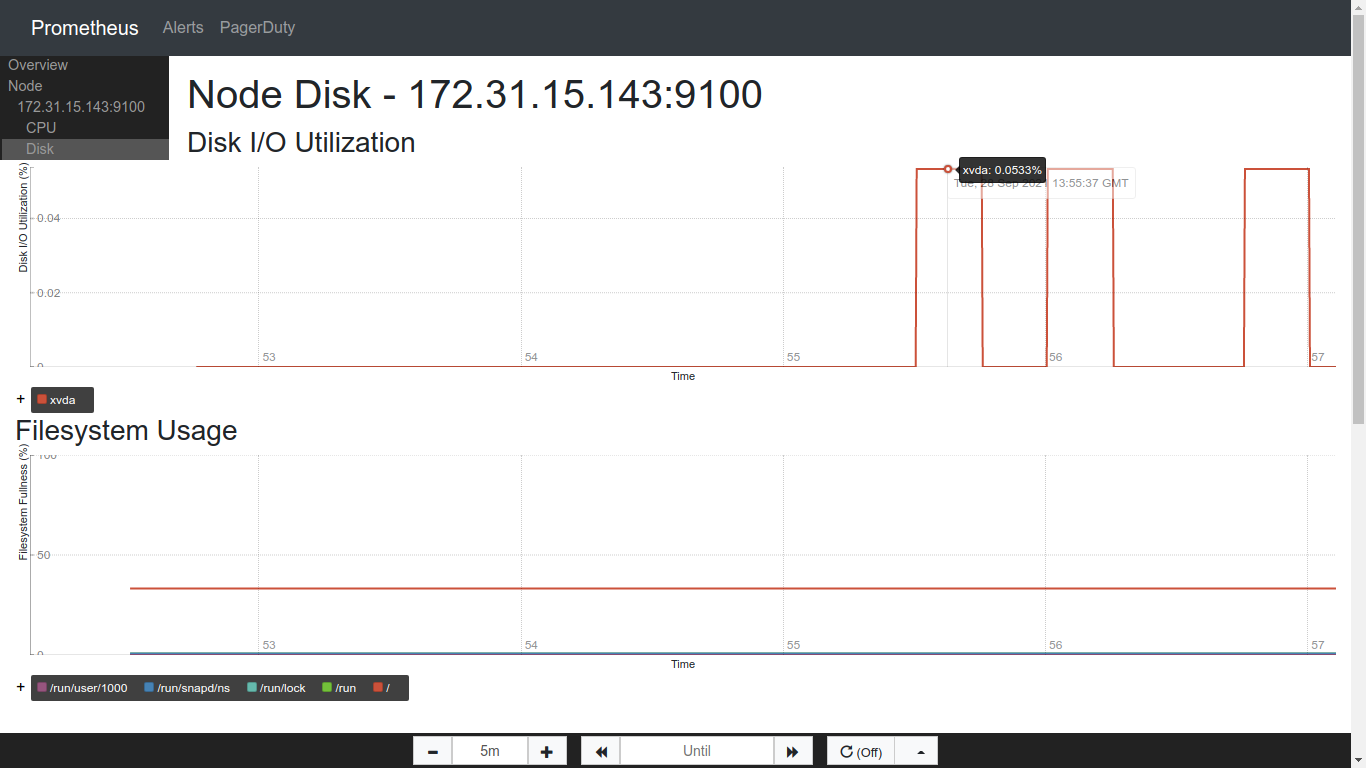 Prometheus Alerts PagerDuty
Overview
Node
172.31.15.143:9100
CPU
Disk
Node Disk - 172.31.15.143:9100
Disk I/O Utilization
Disk I/O Utilization (%)
0.04
0.02
0
xvda: 0.0533%
Tue, 28 Sep 2021 13:55:37 GMT
53 54 55 56 57
Time
+ xvda
Filesystem Usage
Filesystem Fullness (%)
100
50
0
53 54 55 56 57
Time
+ /run/user/1000 /run/snapd/ns /run/lock /run /
5m Until (Off)